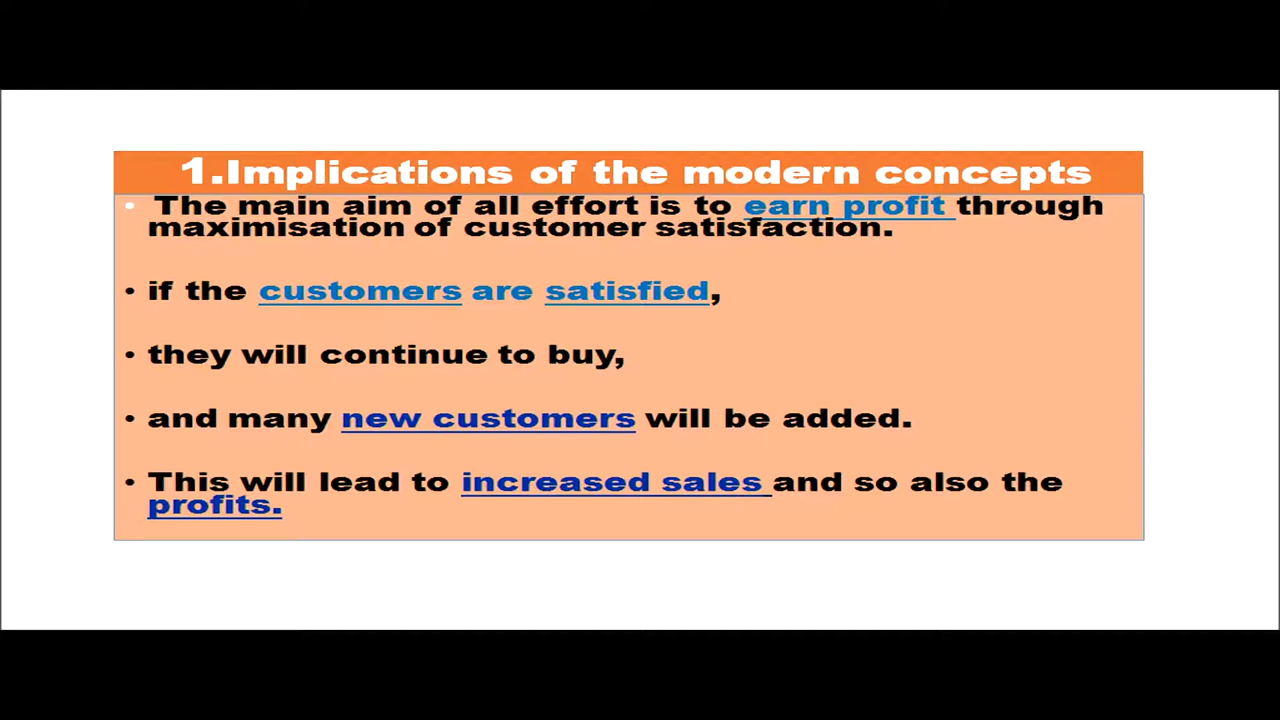 1.Implications of the modern concepts
• The main aim of all effort is to earn profit through
maximisation of customer satisfaction.
• if the customers are satisfied,
• they will continue to buy,
• and many new customers will be added.
• This will lead to increased sales and so also the
profits.